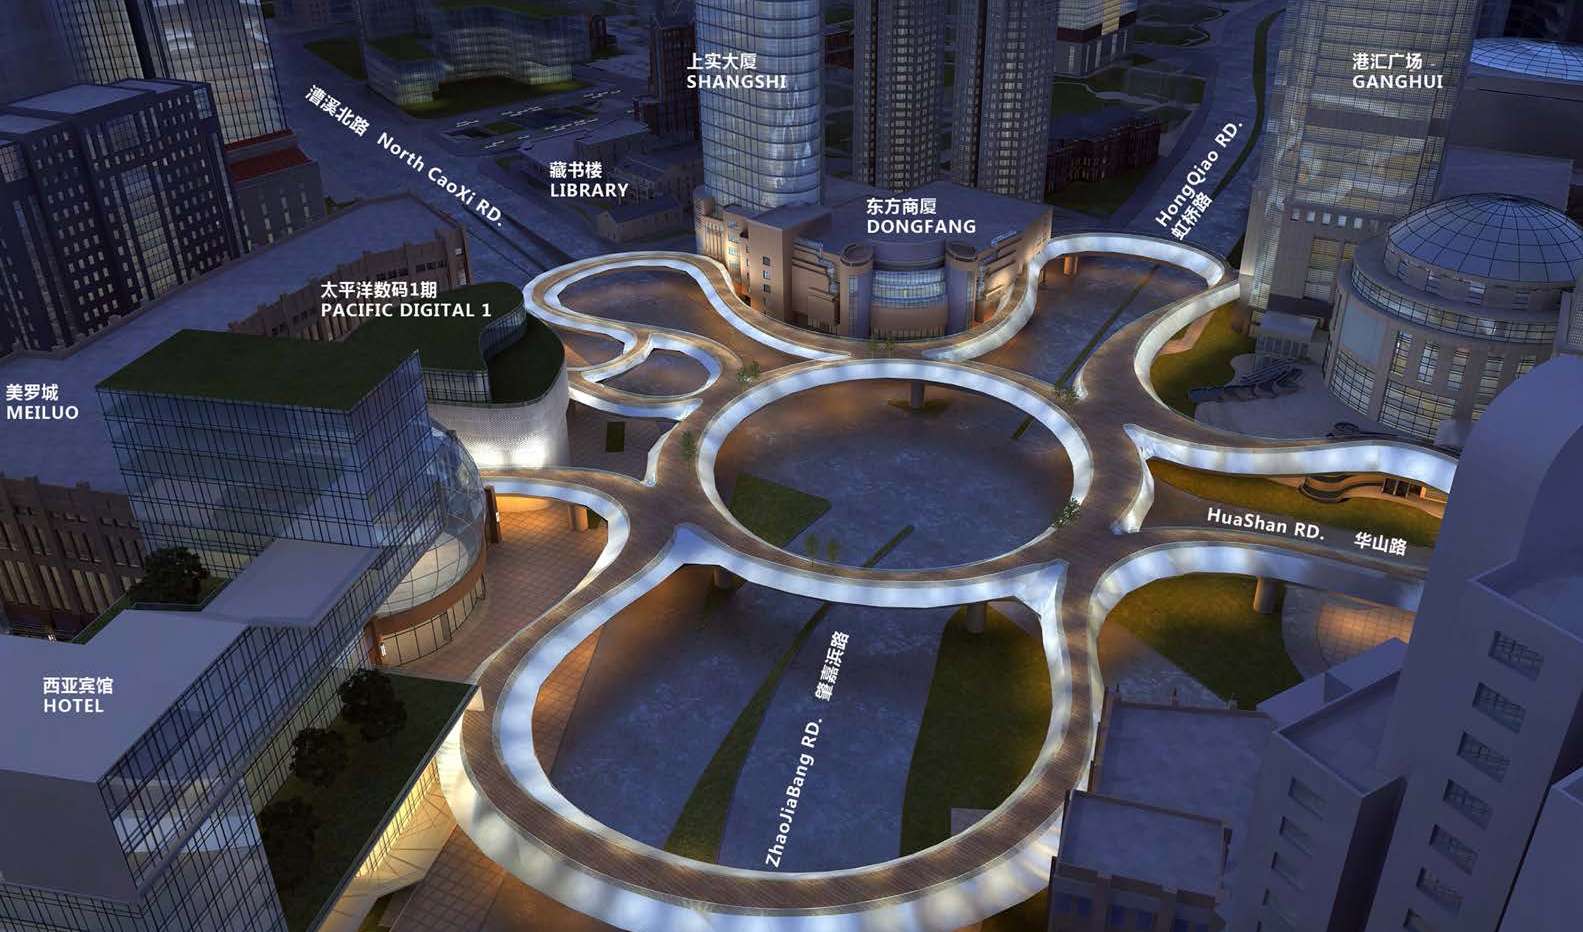 上实大厦
SHANGSHI
港汇广场
GANGHUI
漕溪北路 North CaoXi RD.
藏书楼
LIBRARY
HongQiao RD.
虹桥路
东方商厦
DONGFANG
太平洋数码1期
PACIFIC DIGITAL 1
美罗城
MEILUO
HuaShan RD. 华山路
ZhaoJiaBang RD. 肇嘉浜路
西亚宾馆
HOTEL